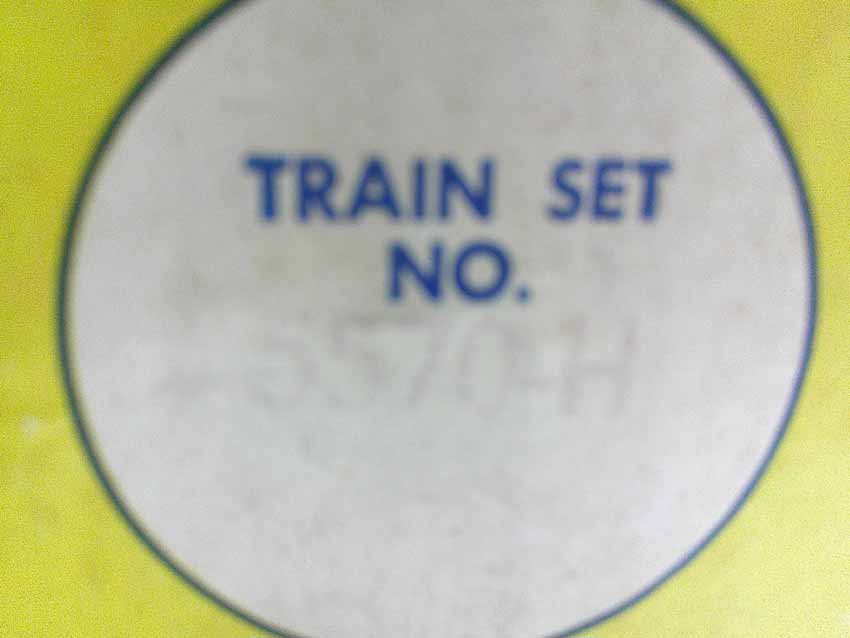 TRAIN SET
NO.
5570-H